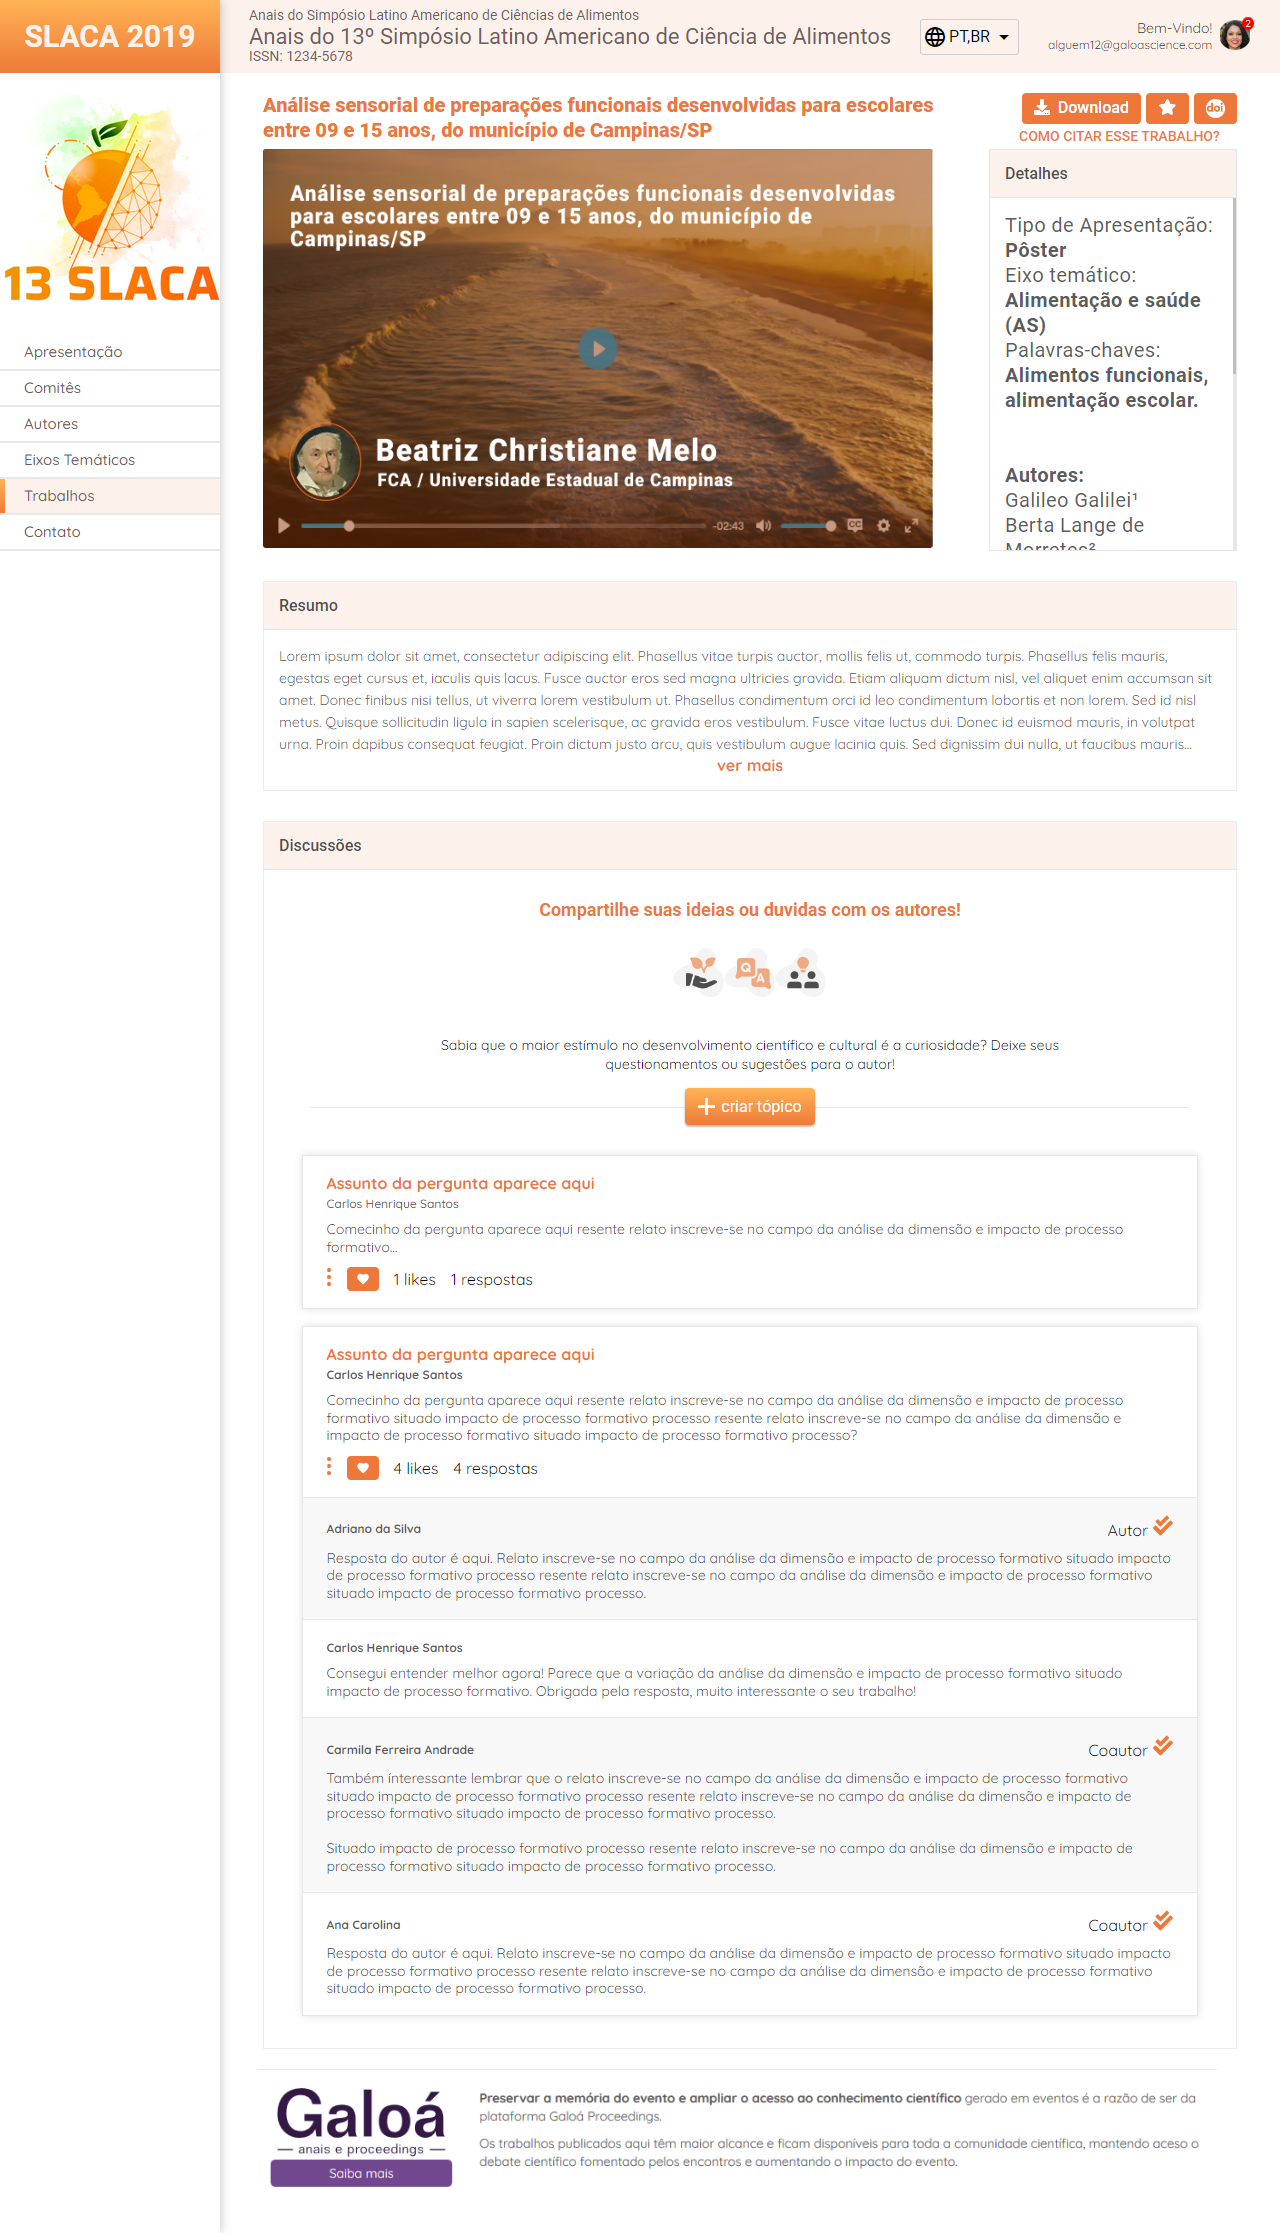 SLACA 2019
Anais do Simpósio Latino Americano de Ciências de Alimentos
Anais do 13º Simpósio Latino Americano de Ciência de Alimentos
ISSN: 1234-5678
PT,BR
Bem-Vindo!
alguem12@galoascience.com
2
13 SLACA
Apresentação
Comitês
Autores
Eixos Temáticos
Trabalhos
Contato
Análise sensorial de preparações funcionais desenvolvidas para escolares
entre 09 e 15 anos, do município de Campinas/SP
Download
doi
COMO CITAR ESSE TRABALHO?
Análise sensorial de preparações funcionais desenvolvidas
para escolares entre 09 e 15 anos, do município de
Campinas/SP
Beatriz Christiane Melo
FCA / Universidade Estadual de Campinas
-02:43
CC
Detalhes
Tipo de Apresentação:
Pôster
Eixo temático:
Alimentação e saúde
(AS)
Palavras-chaves:
Alimentos funcionais,
alimentação escolar.
Autores:
Galileo Galilei¹
Berta Lange de
Morretes²
Resumo
Lorem ipsum dolor sit amet, consectetur adipiscing elit. Phasellus vitae turpis auctor, mollis felis ut, commodo turpis. Phasellus felis mauris,
egestas eget cursus et, iaculis quis lacus. Fusce auctor eros sed magna ultricies gravida. Etiam aliquam dictum nisl, vel aliquet enim accumsan sit
amet. Donec finibus nisi tellus, ut viverra lorem vestibulum ut. Phasellus condimentum orci id leo condimentum lobortis et non lorem. Sed id nisl
metus. Quisque sollicitudin ligula in sapien scelerisque, ac gravida eros vestibulum. Fusce vitae luctus dui. Donec id euismod mauris, in volutpat
urna. Proin dapibus consequat feugiat. Proin dictum justo arcu, quis vestibulum augue lacinia quis. Sed dignissim dui nulla, ut faucibus mauris...
ver mais
Discussões
Compartilhe suas ideias ou duvidas com os autores!
Q
A
Sabia que o maior estímulo no desenvolvimento científico e cultural é a curiosidade? Deixe seus
questionamentos ou sugestões para o autor!
criar tópico
Assunto da pergunta aparece aqui
Carlos Henrique Santos
Comecinho da pergunta aparece aqui resente relato inscreve-se no campo da análise da dimensão e impacto de processo
formativo...
1 likes 1 respostas
Assunto da pergunta aparece aqui
Carlos Henrique Santos
Comecinho da pergunta aparece aqui resente relato inscreve-se no campo da análise da dimensão e impacto de processo
formativo situado impacto de processo formativo processo resente relato inscreve-se no campo da análise da dimensão e
impacto de processo formativo situado impacto de processo formativo processo?
4 likes 4 respostas
Adriano da Silva
Autor
Resposta do autor é aqui. Relato inscreve-se no campo da análise da dimensão e impacto de processo formativo situado impacto
de processo formativo processo resente relato inscreve-se no campo da análise da dimensão e impacto de processo formativo
situado impacto de processo formativo processo.
Carlos Henrique Santos
Consegui entender melhor agora! Parece que a variação da análise da dimensão e impacto de processo formativo situado
impacto de processo formativo. Obrigada pela resposta, muito interessante o seu trabalho!
Carmila Ferreira Andrade
Coautor
Também interessante lembrar que o relato inscreve-se no campo da análise da dimensão e impacto de processo formativo
situado impacto de processo formativo processo resente relato inscreve-se no campo da análise da dimensão e impacto de
processo formativo situado impacto de processo formativo processo.
Situado impacto de processo formativo processo resente relato inscreve-se no campo da análise da dimensão e impacto de
processo formativo situado impacto de processo formativo processo.
Ana Carolina
Coautor
Resposta do autor é aqui. Relato inscreve-se no campo da análise da dimensão e impacto de processo formativo situado impacto
de processo formativo processo resente relato inscreve-se no campo da análise da dimensão e impacto de processo formativo
situado impacto de processo formativo processo.
Galoá
anais e proceedings
Saiba mais
Preservar a memória do evento e ampliar o acesso ao conhecimento científico gerado em eventos é a razão de ser da
plataforma Galoá Proceedings.
Os trabalhos publicados aqui têm maior alcance e ficam disponíveis para toda a comunidade científica, mantendo aceso o
debate científico fomentado pelos encontros e aumentando o impacto do evento.